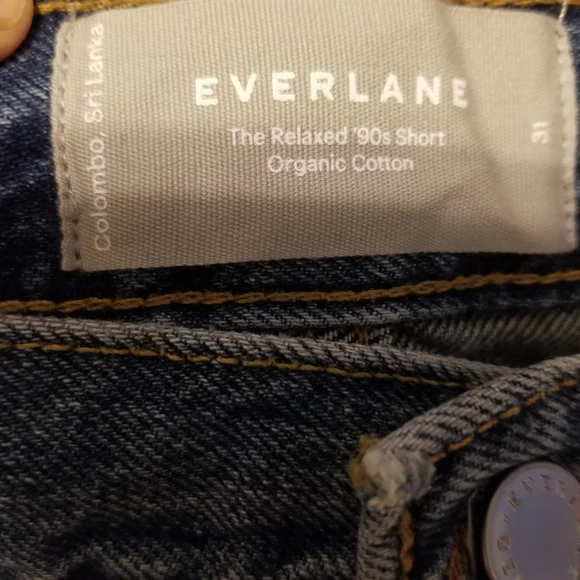 Colombo, Sri Lanka
EVERLANE
The Relaxed '90s Short
Organic Cotton
31